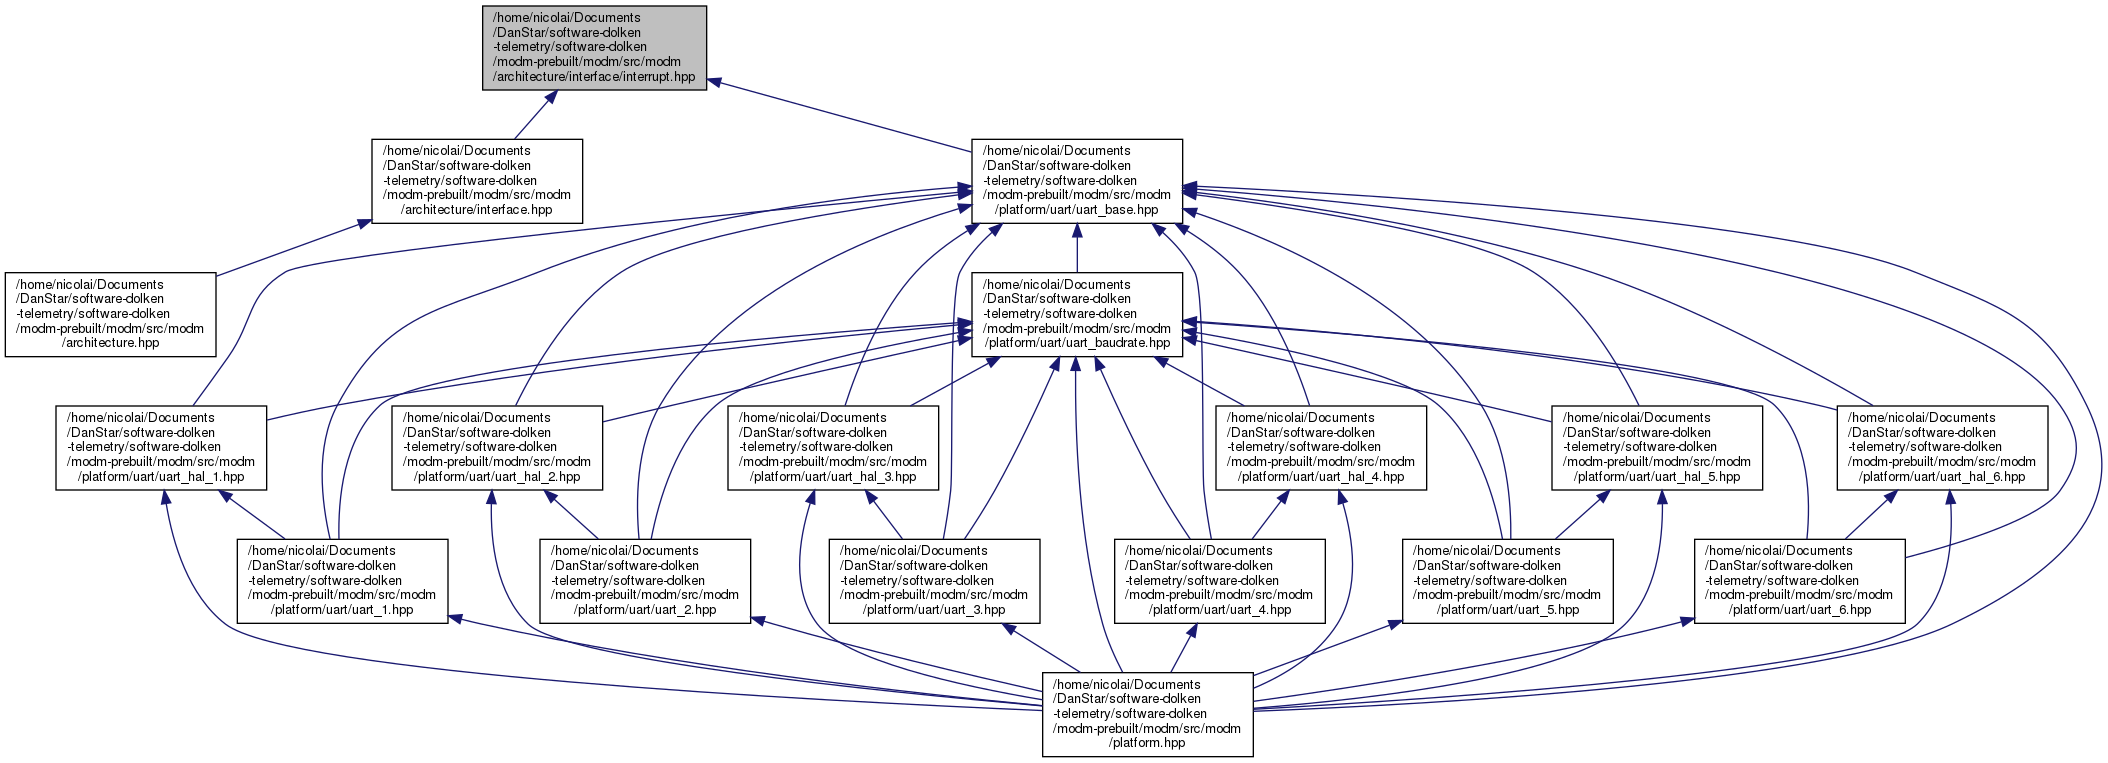 /home/nicolai/Documents
/DanStar/software-dolken
-telemetry/software-dolken
/modm-prebuilt/modm/src/modm
/architecture/interface/interrupt.hpp
/home/nicolai/Documents
/DanStar/software-dolken
-telemetry/software-dolken
/modm-prebuilt/modm/src/modm
/architecture/interface.hpp
/home/nicolai/Documents
/DanStar/software-dolken
-telemetry/software-dolken
/modm-prebuilt/modm/src/modm
/platform/uart/uart_base.hpp
/home/nicolai/Documents
/DanStar/software-dolken
-telemetry/software-dolken
/modm-prebuilt/modm/src/modm
/architecture.hpp
/home/nicolai/Documents
/DanStar/software-dolken
-telemetry/software-dolken
/modm-prebuilt/modm/src/modm
/platform/uart/uart_baudrate.hpp
/home/nicolai/Documents
/DanStar/software-dolken
-telemetry/software-dolken
/modm-prebuilt/modm/src/modm
/platform/uart/uart_hal_1.hpp
/home/nicolai/Documents
/DanStar/software-dolken
-telemetry/software-dolken
/modm-prebuilt/modm/src/modm
/platform/uart/uart_hal_2.hpp
/home/nicolai/Documents
/DanStar/software-dolken
-telemetry/software-dolken
/modm-prebuilt/modm/src/modm
/platform/uart/uart_hal_3.hpp
/home/nicolai/Documents
/DanStar/software-dolken
-telemetry/software-dolken
/modm-prebuilt/modm/src/modm
/platform/uart/uart_hal_4.hpp
/home/nicolai/Documents
/DanStar/software-dolken
-telemetry/software-dolken
/modm-prebuilt/modm/src/modm
/platform/uart/uart_hal_5.hpp
/home/nicolai/Documents
/DanStar/software-dolken
-telemetry/software-dolken
/modm-prebuilt/modm/src/modm
/platform/uart/uart_hal_6.hpp
/home/nicolai/Documents
/DanStar/software-dolken
-telemetry/software-dolken
/modm-prebuilt/modm/src/modm
/platform/uart/uart_1.hpp
/home/nicolai/Documents
/DanStar/software-dolken
-telemetry/software-dolken
/modm-prebuilt/modm/src/modm
/platform/uart/uart_2.hpp
/home/nicolai/Documents
/DanStar/software-dolken
-telemetry/software-dolken
/modm-prebuilt/modm/src/modm
/platform/uart/uart_3.hpp
/home/nicolai/Documents
/DanStar/software-dolken
-telemetry/software-dolken
/modm-prebuilt/modm/src/modm
/platform/uart/uart_4.hpp
/home/nicolai/Documents
/DanStar/software-dolken
-telemetry/software-dolken
/modm-prebuilt/modm/src/modm
/platform/uart/uart_5.hpp
/home/nicolai/Documents
/DanStar/software-dolken
-telemetry/software-dolken
/modm-prebuilt/modm/src/modm
/platform/uart/uart_6.hpp
/home/nicolai/Documents
/DanStar/software-dolken
-telemetry/software-dolken
/modm-prebuilt/modm/src/modm
/platform.hpp